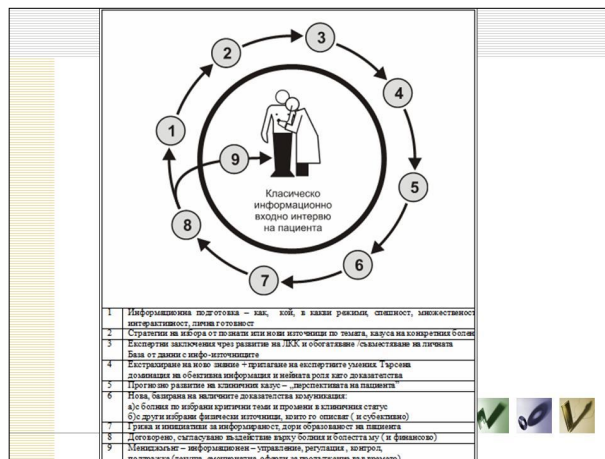 3
2
4
1
9
5
8
6
7
Класическо
информационно
входно интервю
на пациента
1 Информационна подготовка – как, кой, в какви режими, спешност, множественост
интерактивност, лична готовност
2 Стратегии на избора от познати или нови източници по темата, казуса на конкретния болен
3 Експертни заключения чрез развитие на ЛКК и обогатяване /съвместяване на личната
База от данни с инфо-източниците
4 Екстрахиране на ново знание + прилагане на експертните умения. Търсена
доминация на обективна информация и нейната роля като доказателства
5 Прогнозно развитие на клиничния казус – „перспективата на пациента”
6 Нова, базирана на наличните доказателства комуникация:
а)с болния по избрани критични теми и промени в клиничния статус
б)с други избрани физически източници, които го описват ( и субективно)
7 Грижа и инициативи за информираност, дори образованост на пациента
8 Договорено, съгласувано въздействие върху болния и болестта му ( и финансово)
9 Мениджмънт – информационен – управление, регулация , контрол,